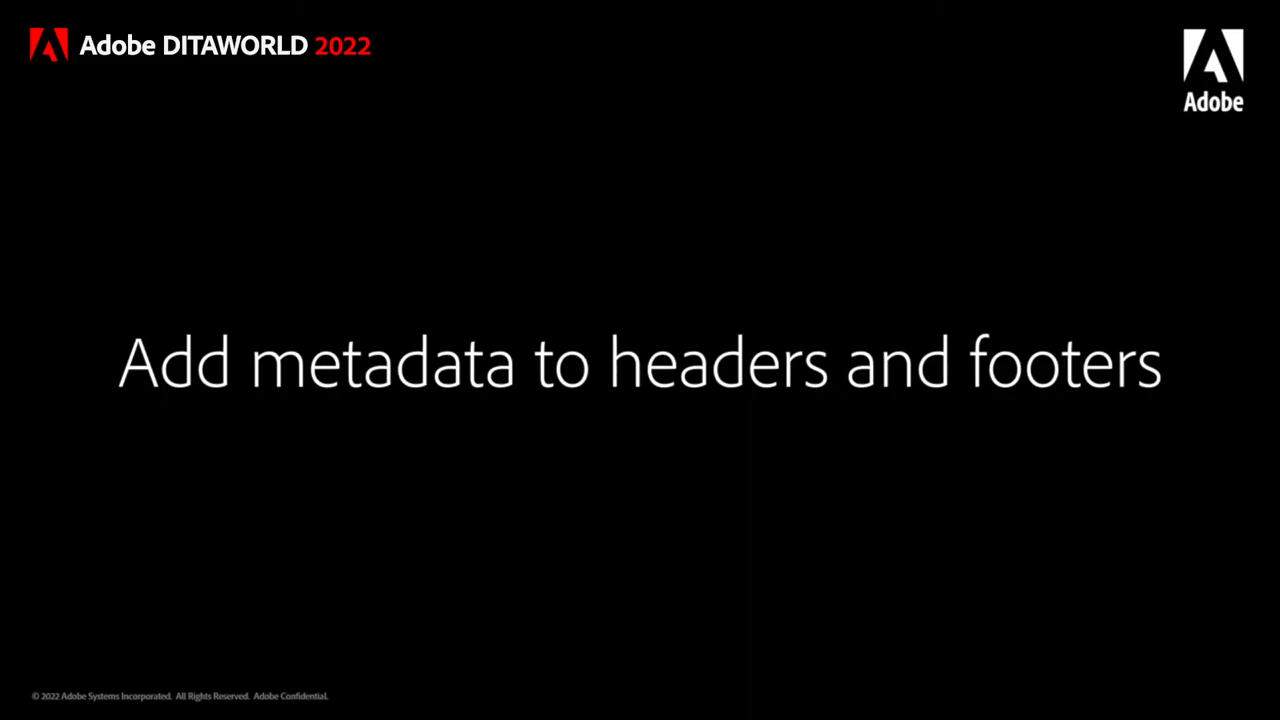 Adobe DITAWORLD 2022
Adobe
Add metadata to headers and footers
© 2022 Adobe Systems Incorporated. All Rights Reserved. Adobe Confidential.